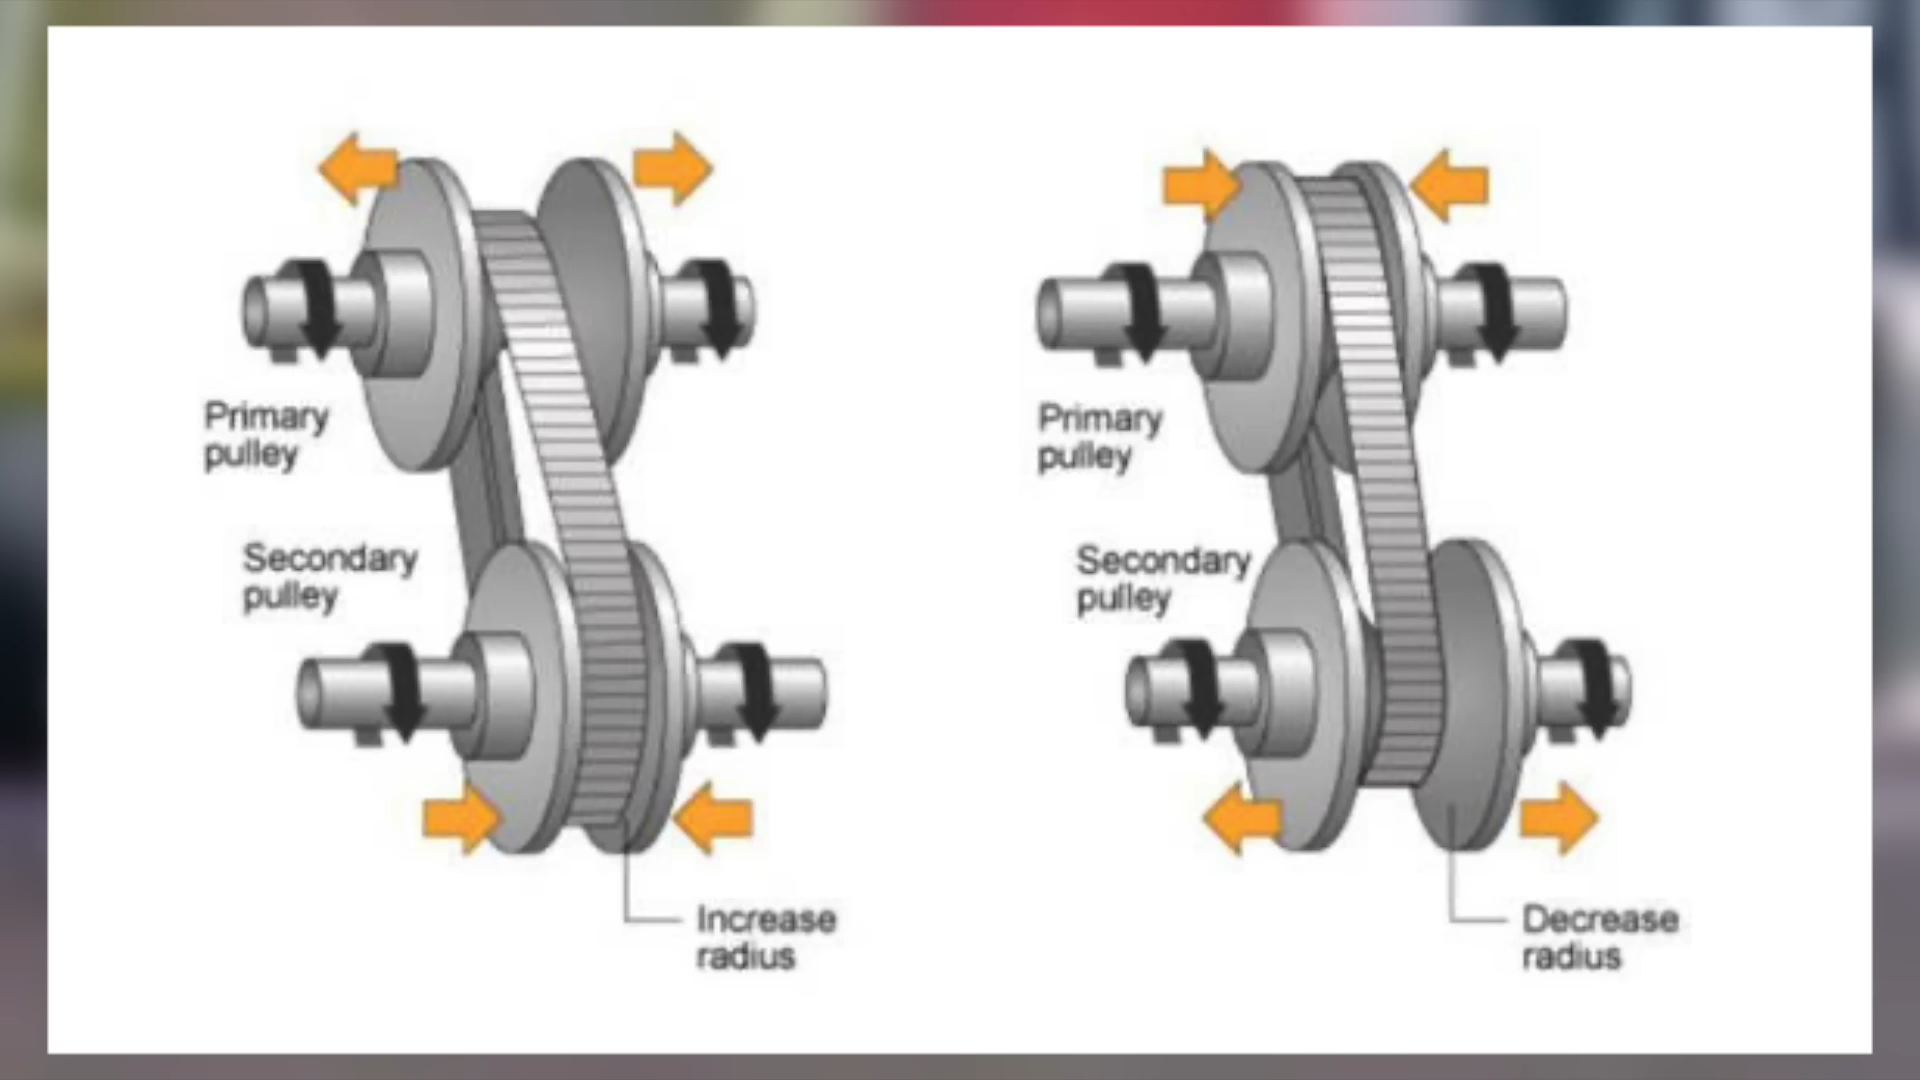 Primary
pulley
Secondary
pulley
Increase
radius
Primary
pulley
Secondary
pulley
Decrease
radius